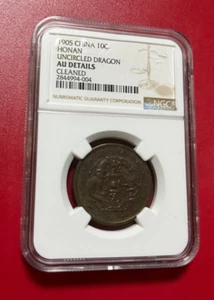 1905 CHINA 10C
HONAN
UNCIRCLED DRAGON
AU DETAILS
CLEANED
2844994-004
NUMISMATIC GUARANTY CORPORATION
NGC